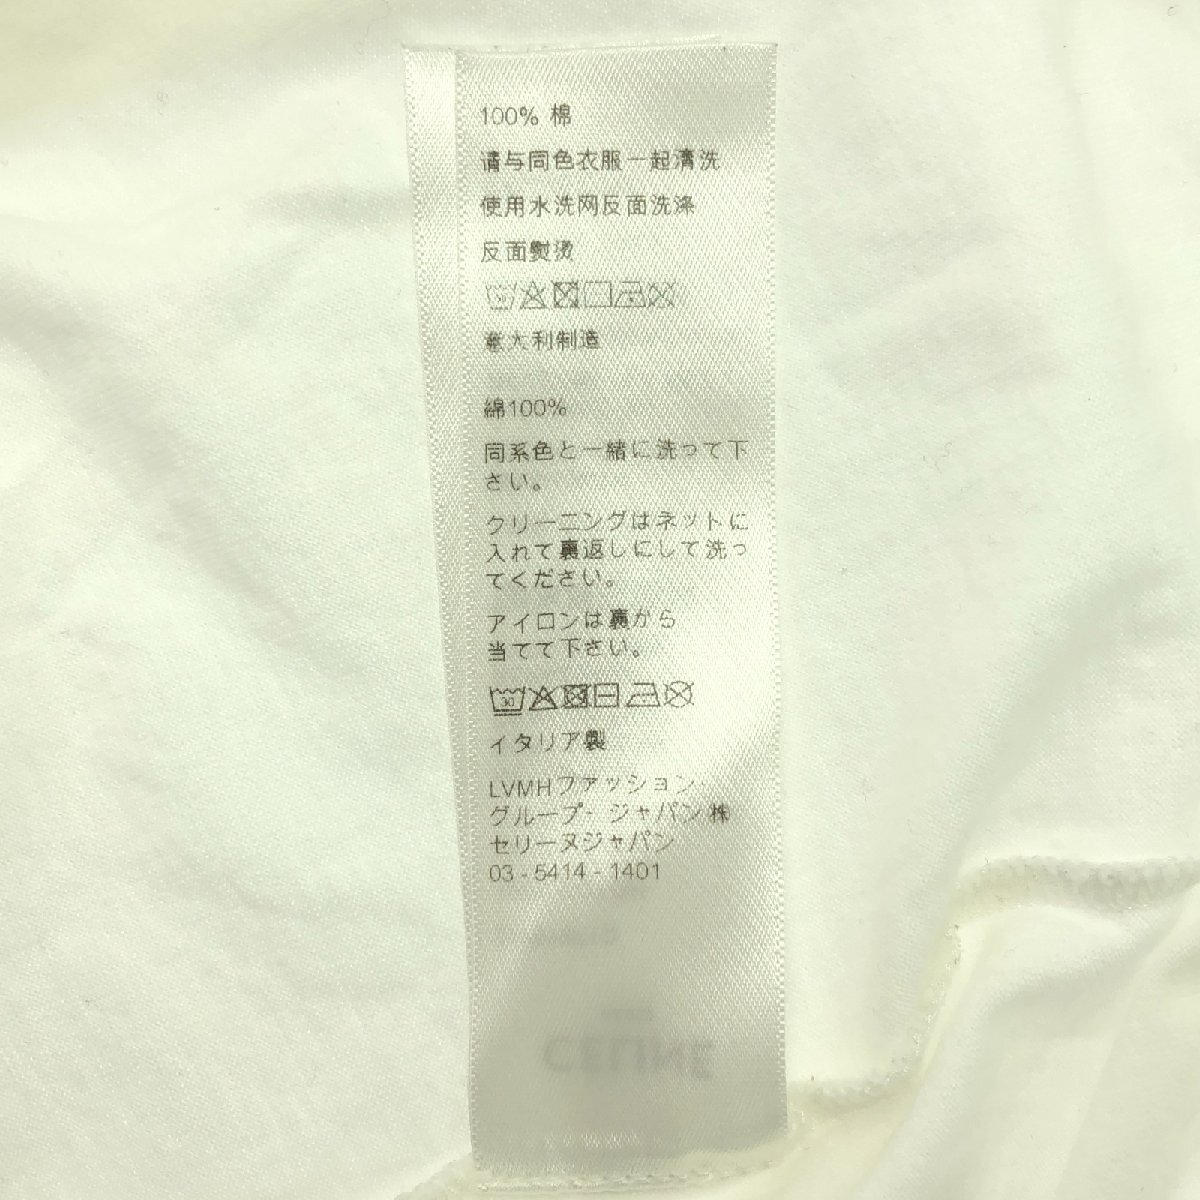 100% 棉
请与同色衣服一起清洗
使用水洗网反面洗涤
反面熨烫
意大利制造
綿100%
同系色と一緒に洗って下
さい。
クリーニングはネットに
入れて裏返しにして洗っ
てください。
アイロンは裏から
当てて下さい。
30
イタリア製
LVMHファッション・
グループ・ジャパン㈱
セリーヌジャパン
03 - 5414 - 1401
CELINE